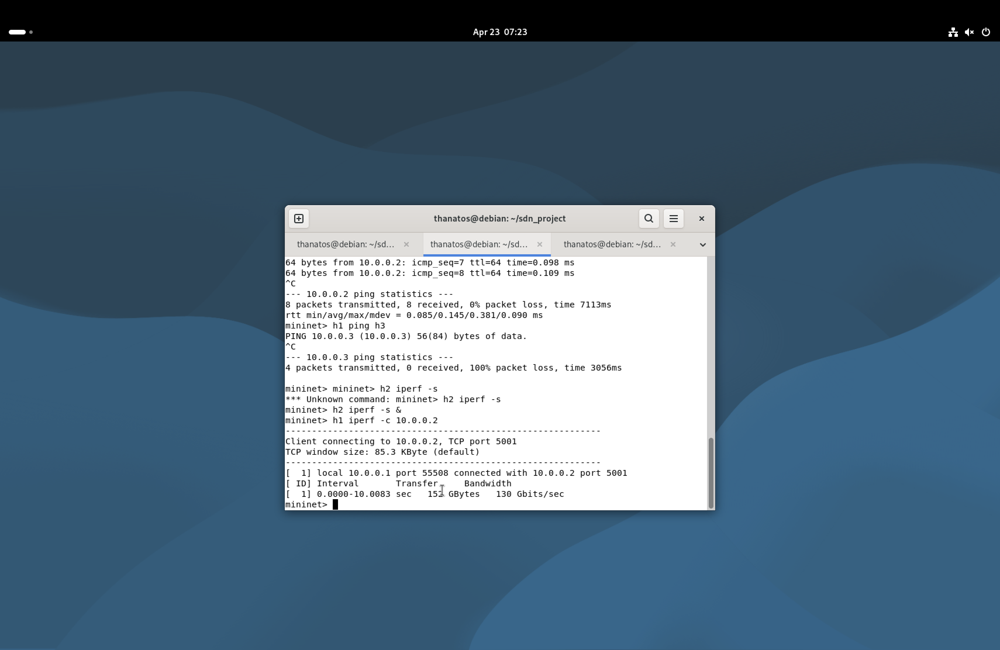 Apr 23 07:23
thanatos@debian: ~/sdn_project
thanatos@debian: ~/sd…
thanatos@debian: ~/sd…
thanatos@debian: ~/sd…
64 bytes from 10.0.0.2: icmp_seq=7 ttl=64 time=0.098 ms
64 bytes from 10.0.0.2: icmp_seq=8 ttl=64 time=0.109 ms
^C
--- 10.0.0.2 ping statistics ---
8 packets transmitted, 8 received, 0% packet loss, time 7113ms
rtt min/avg/max/mdev = 0.085/0.145/0.381/0.090 ms
mininet> h1 ping h3
PING 10.0.0.3 (10.0.0.3) 56(84) bytes of data.
^C
--- 10.0.0.3 ping statistics ---
4 packets transmitted, 0 received, 100% packet loss, time 3056ms
mininet> mininet> h2 iperf -s
*** Unknown command: mininet> h2 iperf -s
mininet> h2 iperf -s &
mininet> h1 iperf -c 10.0.0.2
------------------------------------------------------------
Client connecting to 10.0.0.2, TCP port 5001
TCP window size: 85.3 KByte (default)
------------------------------------------------------------
[  1] local 10.0.0.1 port 55508 connected with 10.0.0.2 port 5001
[ ID] Interval       Transfer     Bandwidth
[  1] 0.0000-10.0083 sec   152 GBytes   130 Gbits/sec
mininet>